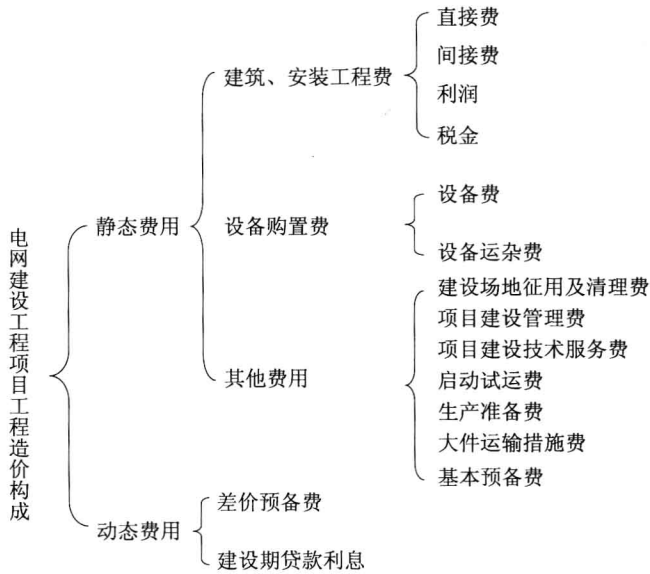 电网建设工程项目工程造价构成
静态费用
建筑、安装工程费
直接费
间接费
利润
税金
设备购置费
设备费
设备运杂费
其他费用
建设场地征用及清理费
项目建设管理费
项目建设技术服务费
启动试运费
生产准备费
大件运输措施费
基本预备费
动态费用
差价预备费
建设期贷款利息